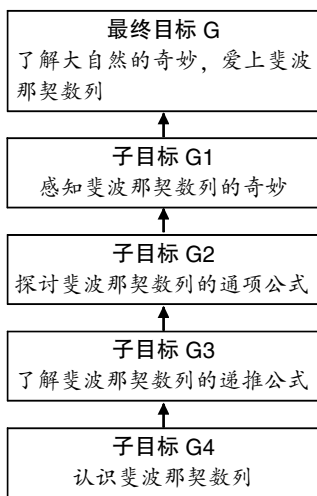 最终目标 G
了解大自然的奇妙，爱上斐波
那契数列
子目标 G1
感知斐波那契数列的奇妙
子目标 G2
探讨斐波那契数列的通项公式
子目标 G3
了解斐波那契数列的递推公式
子目标 G4
认识斐波那契数列